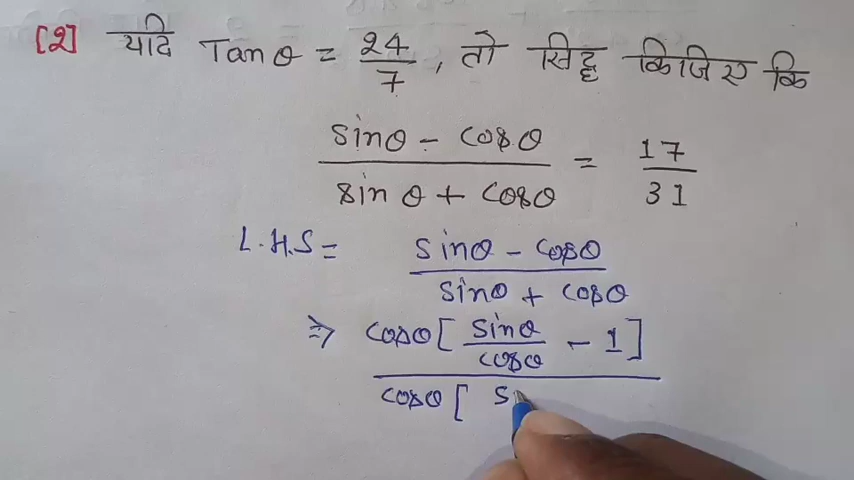 [2] यदि Tanθ = 24/7, तो सिद्ध किजिए कि
sinθ - cosθ / sinθ + cosθ = 17/31
L.H.S = sinθ - cosθ / sinθ + cosθ
⇒ cosθ[sinθ/cosθ - 1]
cosθ[ s